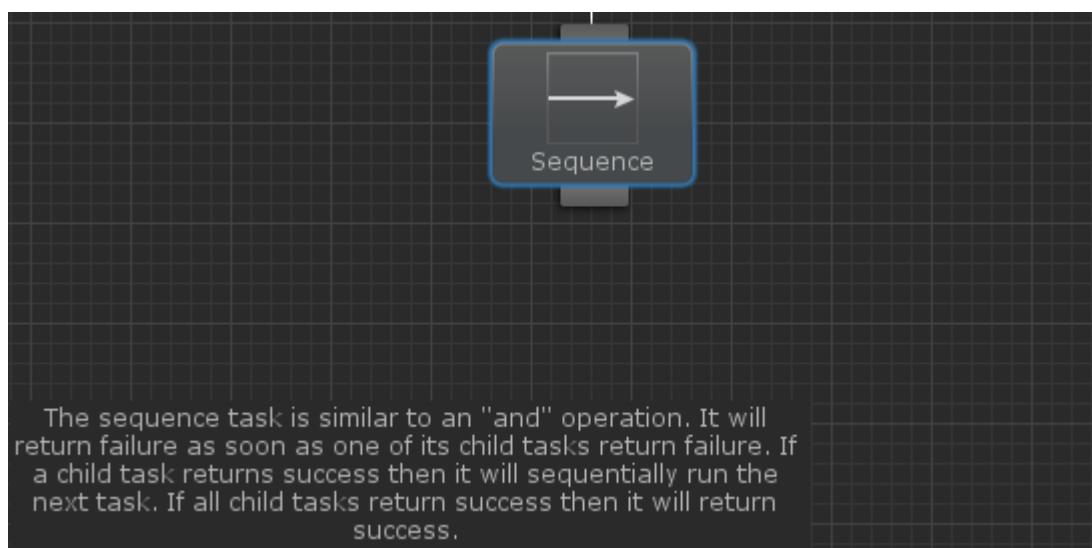 Sequence
The sequence task is similar to an "and" operation. It will
return failure as soon as one of its child tasks return failure. If
a child task returns success then it will sequentially run the
next task. If all child tasks return success then it will return
success.